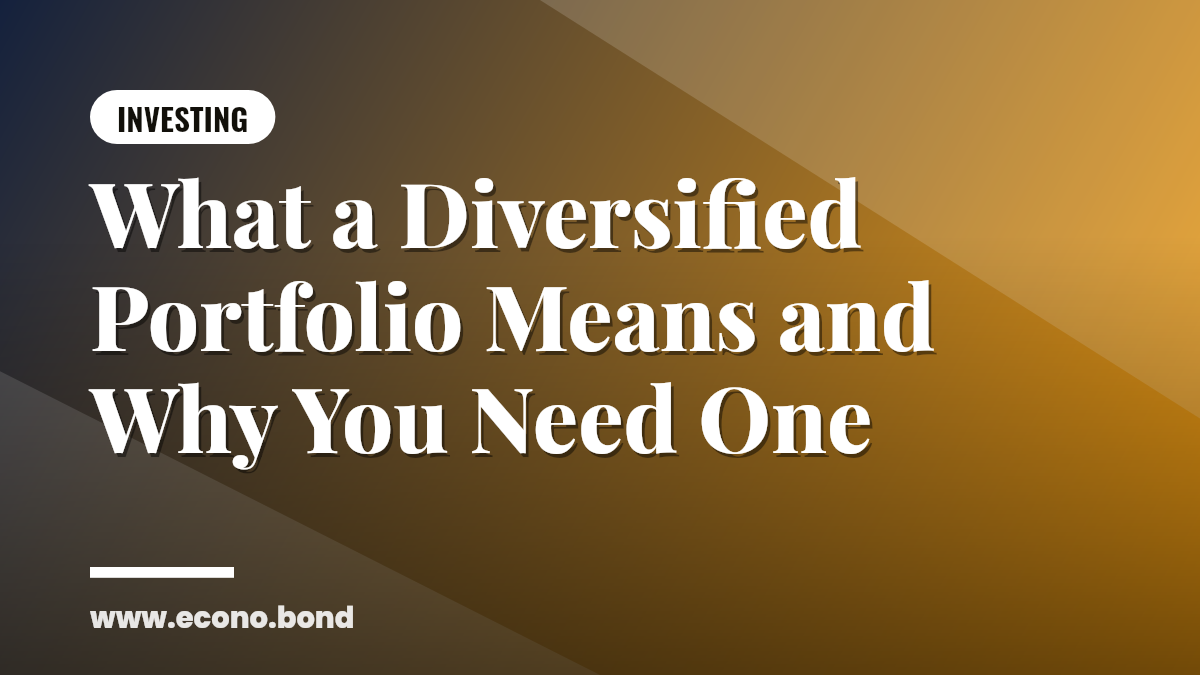 INVESTING
What a Diversified
Portfolio Means and
Why You Need One
www.econo.bond